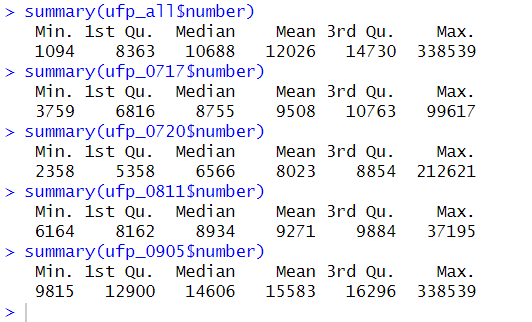 > summary(ufp_all$number)
Min. 1st Qu. Median Mean 3rd Qu. Max.
1094 8363 10688 12026 14730 338539
> summary(ufp_0717$number)
Min. 1st Qu. Median Mean 3rd Qu. Max.
3759 6816 8755 9508 10763 99617
> summary(ufp_0720$number)
Min. 1st Qu. Median Mean 3rd Qu. Max.
2358 5358 6566 8023 8854 212621
> summary(ufp_0811$number)
Min. 1st Qu. Median Mean 3rd Qu. Max.
6164 8162 8934 9271 9884 37195
> summary(ufp_0905$number)
Min. 1st Qu. Median Mean 3rd Qu. Max.
9815 12900 14606 15583 16296 338539
>